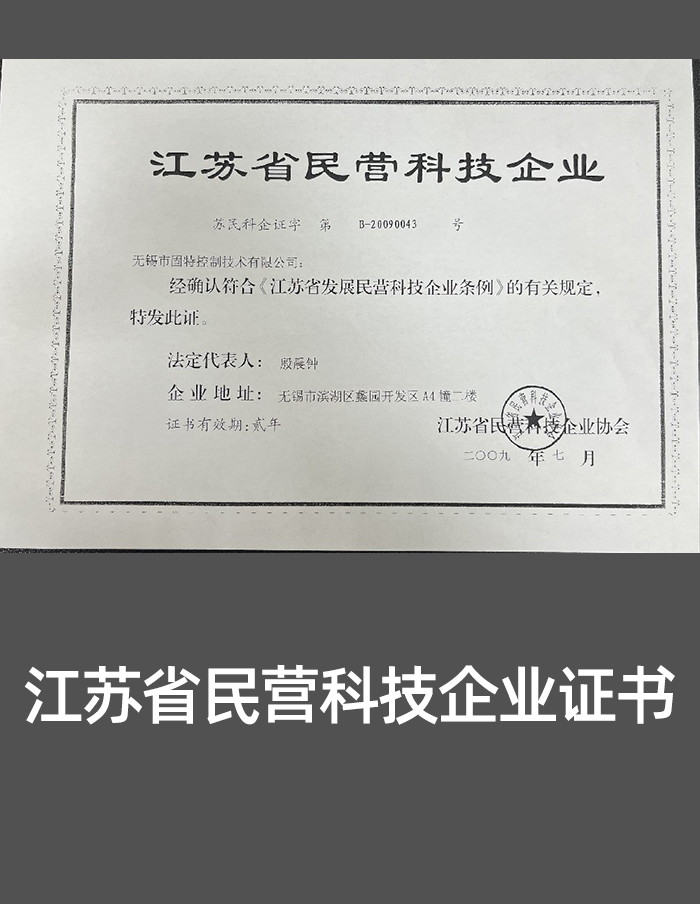 江苏省民营科技企业
苏民科企证字 第 B-20090043 号
无锡市固特控制技术有限公司：
经确认符合《江苏省发展民营科技企业条例》的有关规定，
特发此证。
法定代表人： 殷晨钟
企业地址： 无锡市滨湖区蠡园开发区A4幢二楼
证书有效期：贰年
江苏省民营科技企业协会
二〇〇九 年 七 月
江苏省民营科技企业证书